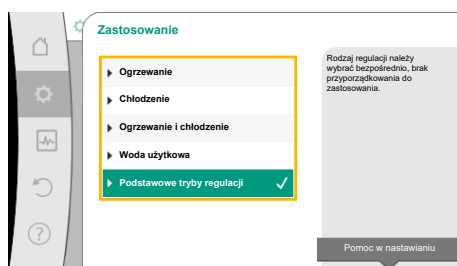 Zastosowanie
Ogrzewanie
Chłodzenie
Ogrzewanie i chłodzenie
Woda użytkowa
Podstawowe tryby regulacji
Rodzaj regulacji należy
wybrać bezpośrednio, brak
przyporządkowania do
zastosowania.
Pomoc w nastawianiu